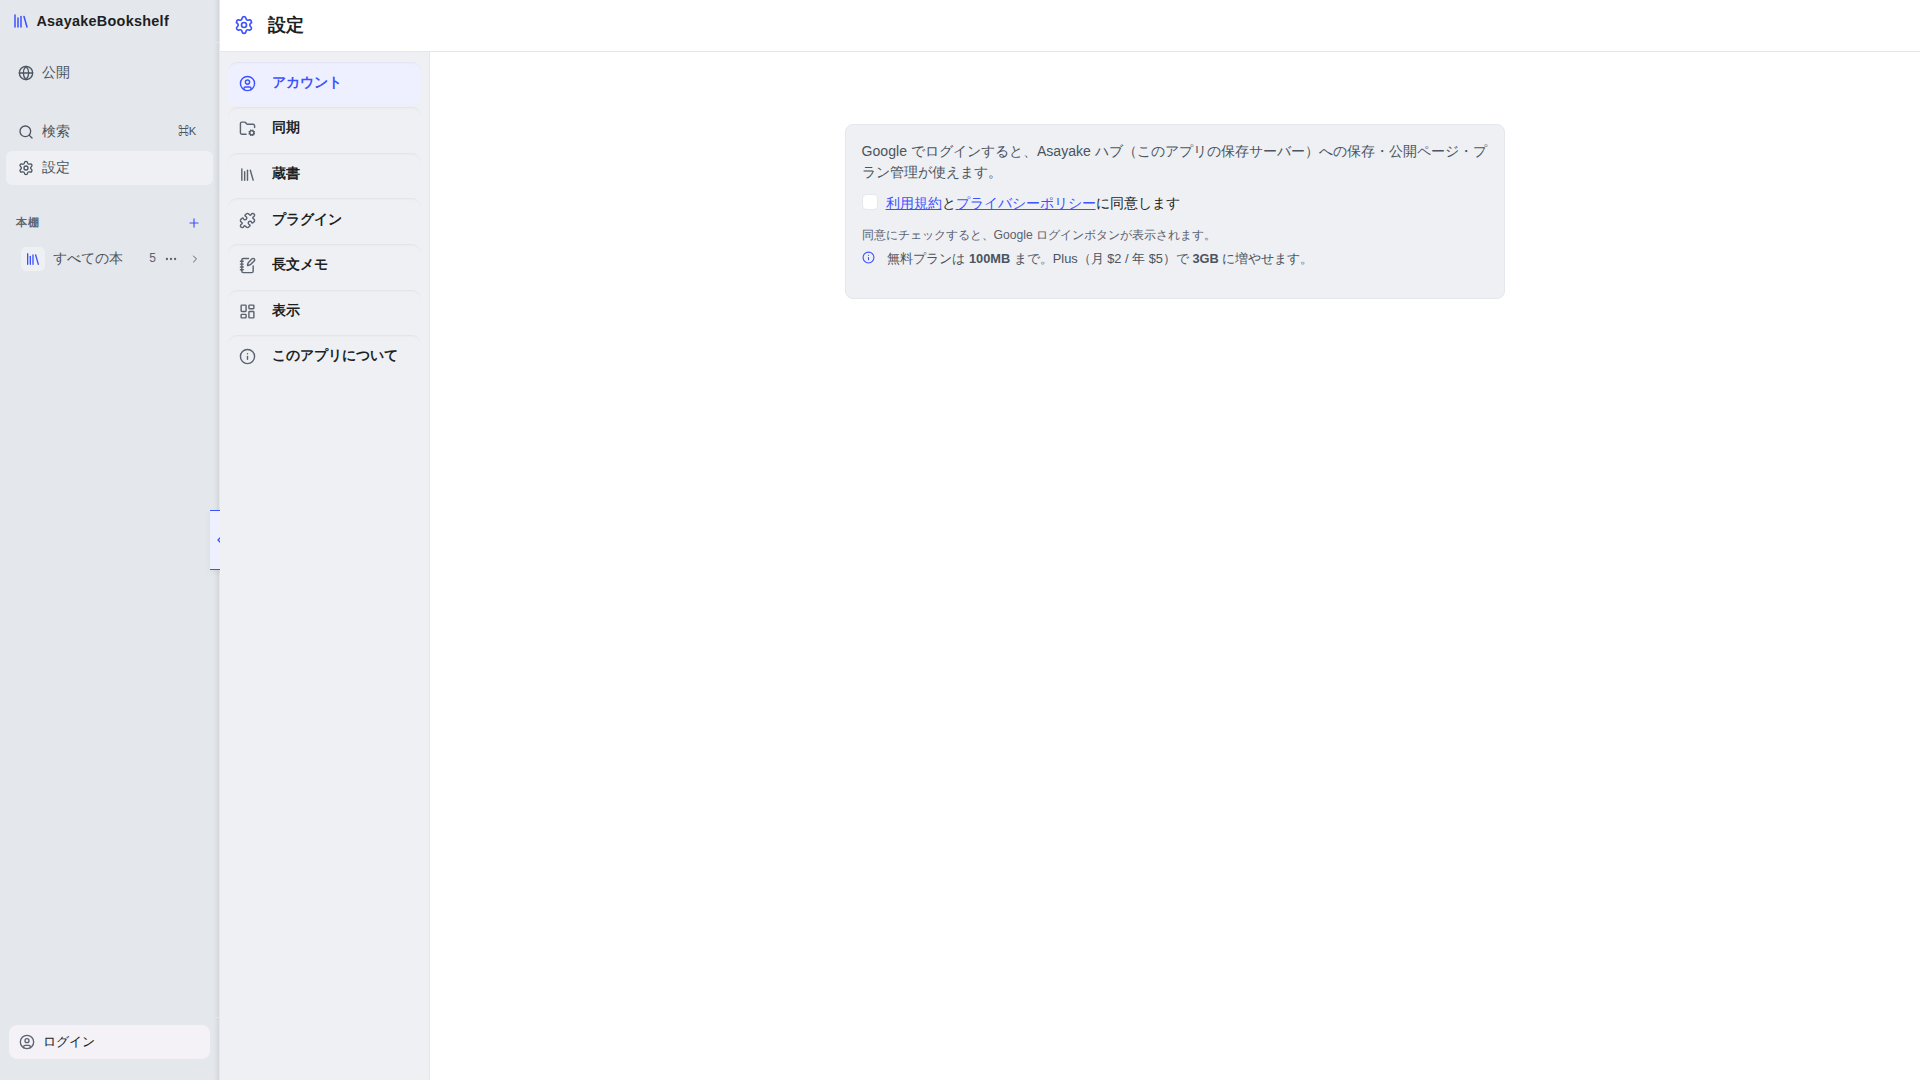 AsayakeBookshelf
公開
検索 ⌘K
設定
本棚
すべての本 5
ログイン
設定
アカウント
同期
蔵書
プラグイン
長文メモ
表示
このアプリについて
Google でログインすると、Asayake ハブ（このアプリの保存サーバー）への保存・公開ページ・プ
ラン管理が使えます。
利用規約とプライバシーポリシーに同意します
同意にチェックすると、Google ログインボタンが表示されます。
無料プランは 100MB まで。Plus（月 $2 / 年 $5）で 3GB に増やせます。